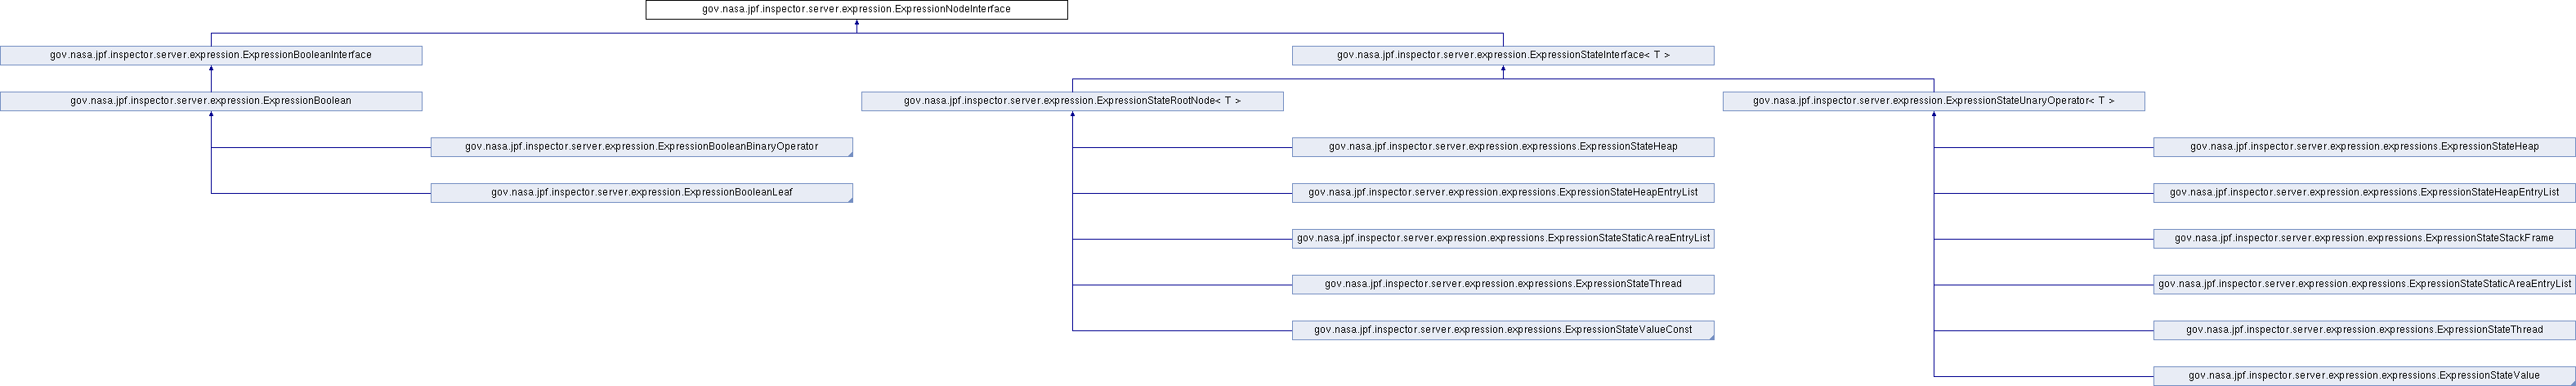 gov.nasa.jpf.inspector.server.expression.ExpressionNodeInterface
gov.nasa.jpf.inspector.server.expression.ExpressionBooleanInterface
gov.nasa.jpf.inspector.server.expression.ExpressionStateInterface< T >
gov.nasa.jpf.inspector.server.expression.ExpressionBoolean
gov.nasa.jpf.inspector.server.expression.ExpressionStateRootNode< T >
gov.nasa.jpf.inspector.server.expression.ExpressionStateUnaryOperator< T >
gov.nasa.jpf.inspector.server.expression.ExpressionBooleanBinaryOperator
gov.nasa.jpf.inspector.server.expression.expressions.ExpressionStateHeap
gov.nasa.jpf.inspector.server.expression.expressions.ExpressionStateHeap
gov.nasa.jpf.inspector.server.expression.ExpressionBooleanLeaf
gov.nasa.jpf.inspector.server.expression.expressions.ExpressionStateHeapEntryList
gov.nasa.jpf.inspector.server.expression.expressions.ExpressionStateHeapEntryList
gov.nasa.jpf.inspector.server.expression.expressions.ExpressionStateStaticAreaEntryList
gov.nasa.jpf.inspector.server.expression.expressions.ExpressionStateStackFrame
gov.nasa.jpf.inspector.server.expression.expressions.ExpressionStateThread
gov.nasa.jpf.inspector.server.expression.expressions.ExpressionStateStaticAreaEntryList
gov.nasa.jpf.inspector.server.expression.expressions.ExpressionStateValueConst
gov.nasa.jpf.inspector.server.expression.expressions.ExpressionStateThread
gov.nasa.jpf.inspector.server.expression.expressions.ExpressionStateValue